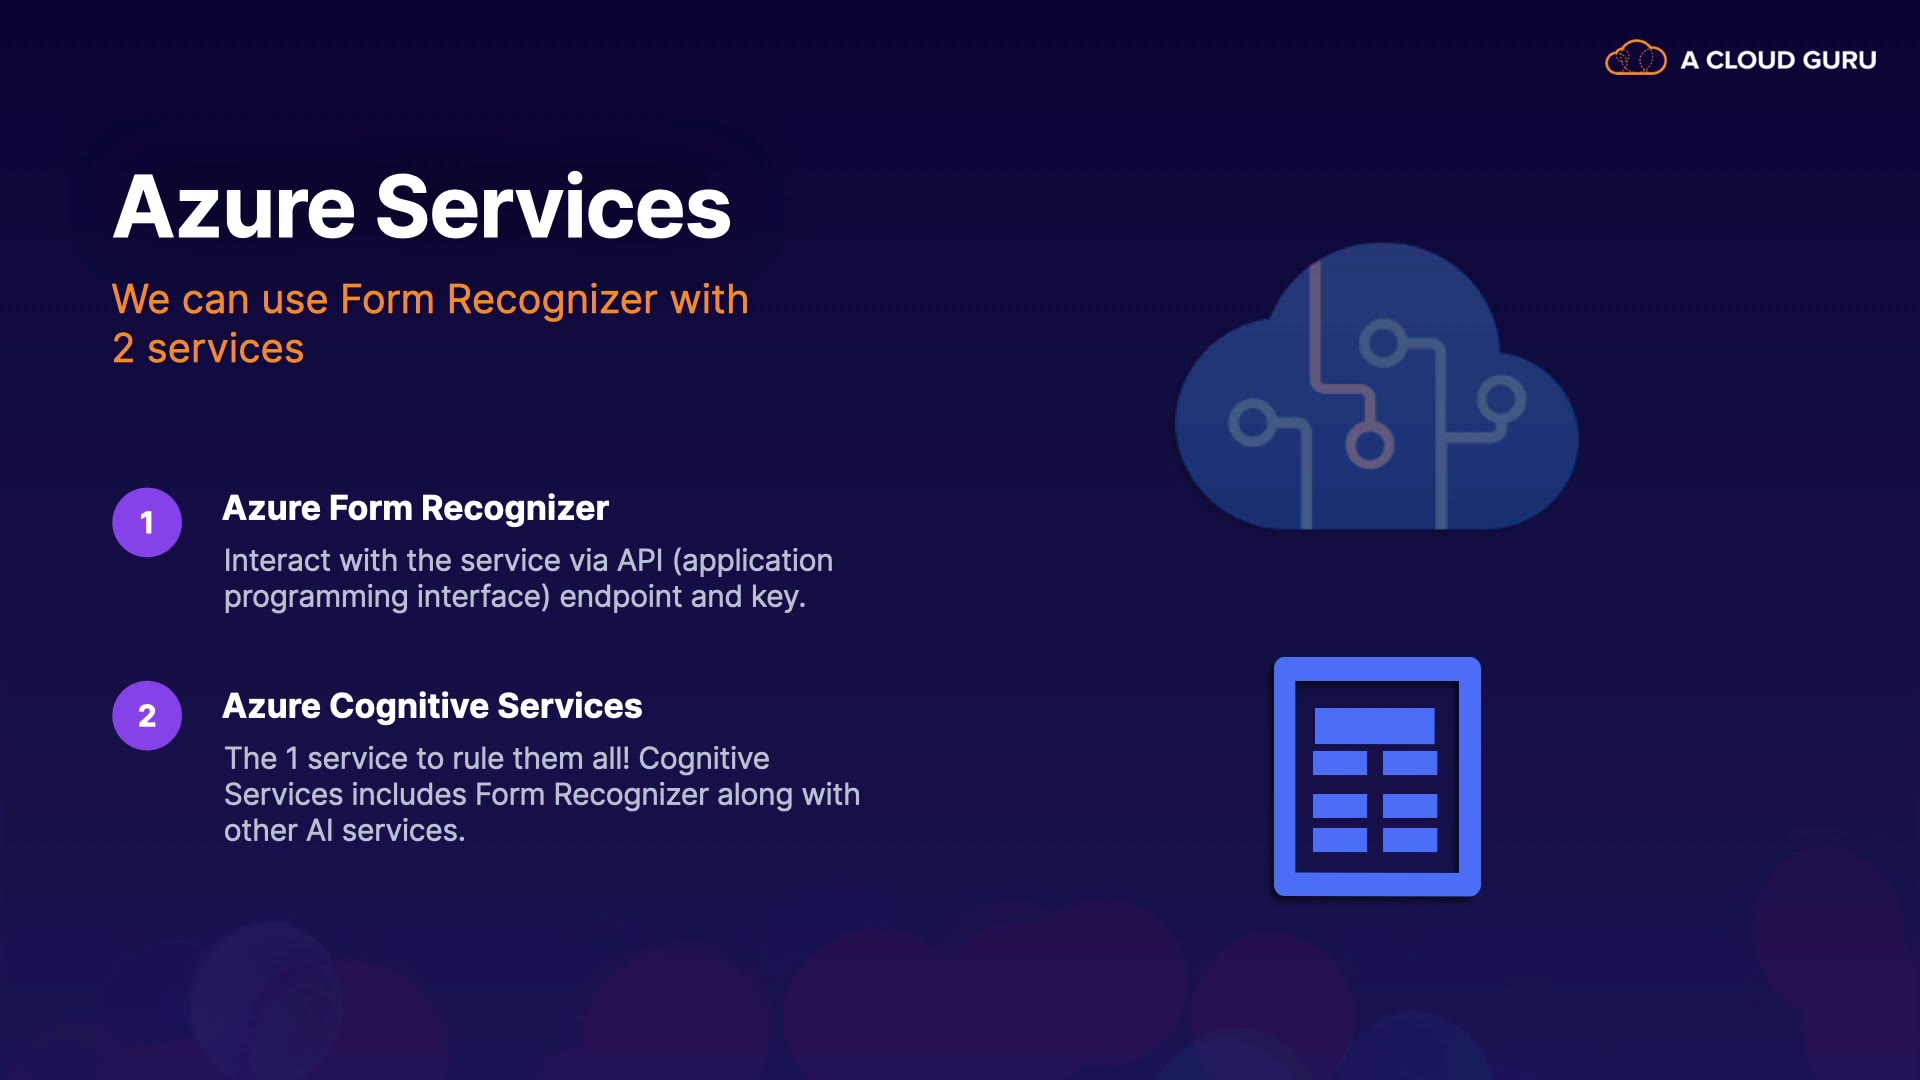 A CLOUD GURU
Azure Services
We can use Form Recognizer with
2 services
1
Azure Form Recognizer
Interact with the service via API (application
programming interface) endpoint and key.
2
Azure Cognitive Services
The 1 service to rule them all! Cognitive
Services includes Form Recognizer along with
other AI services.